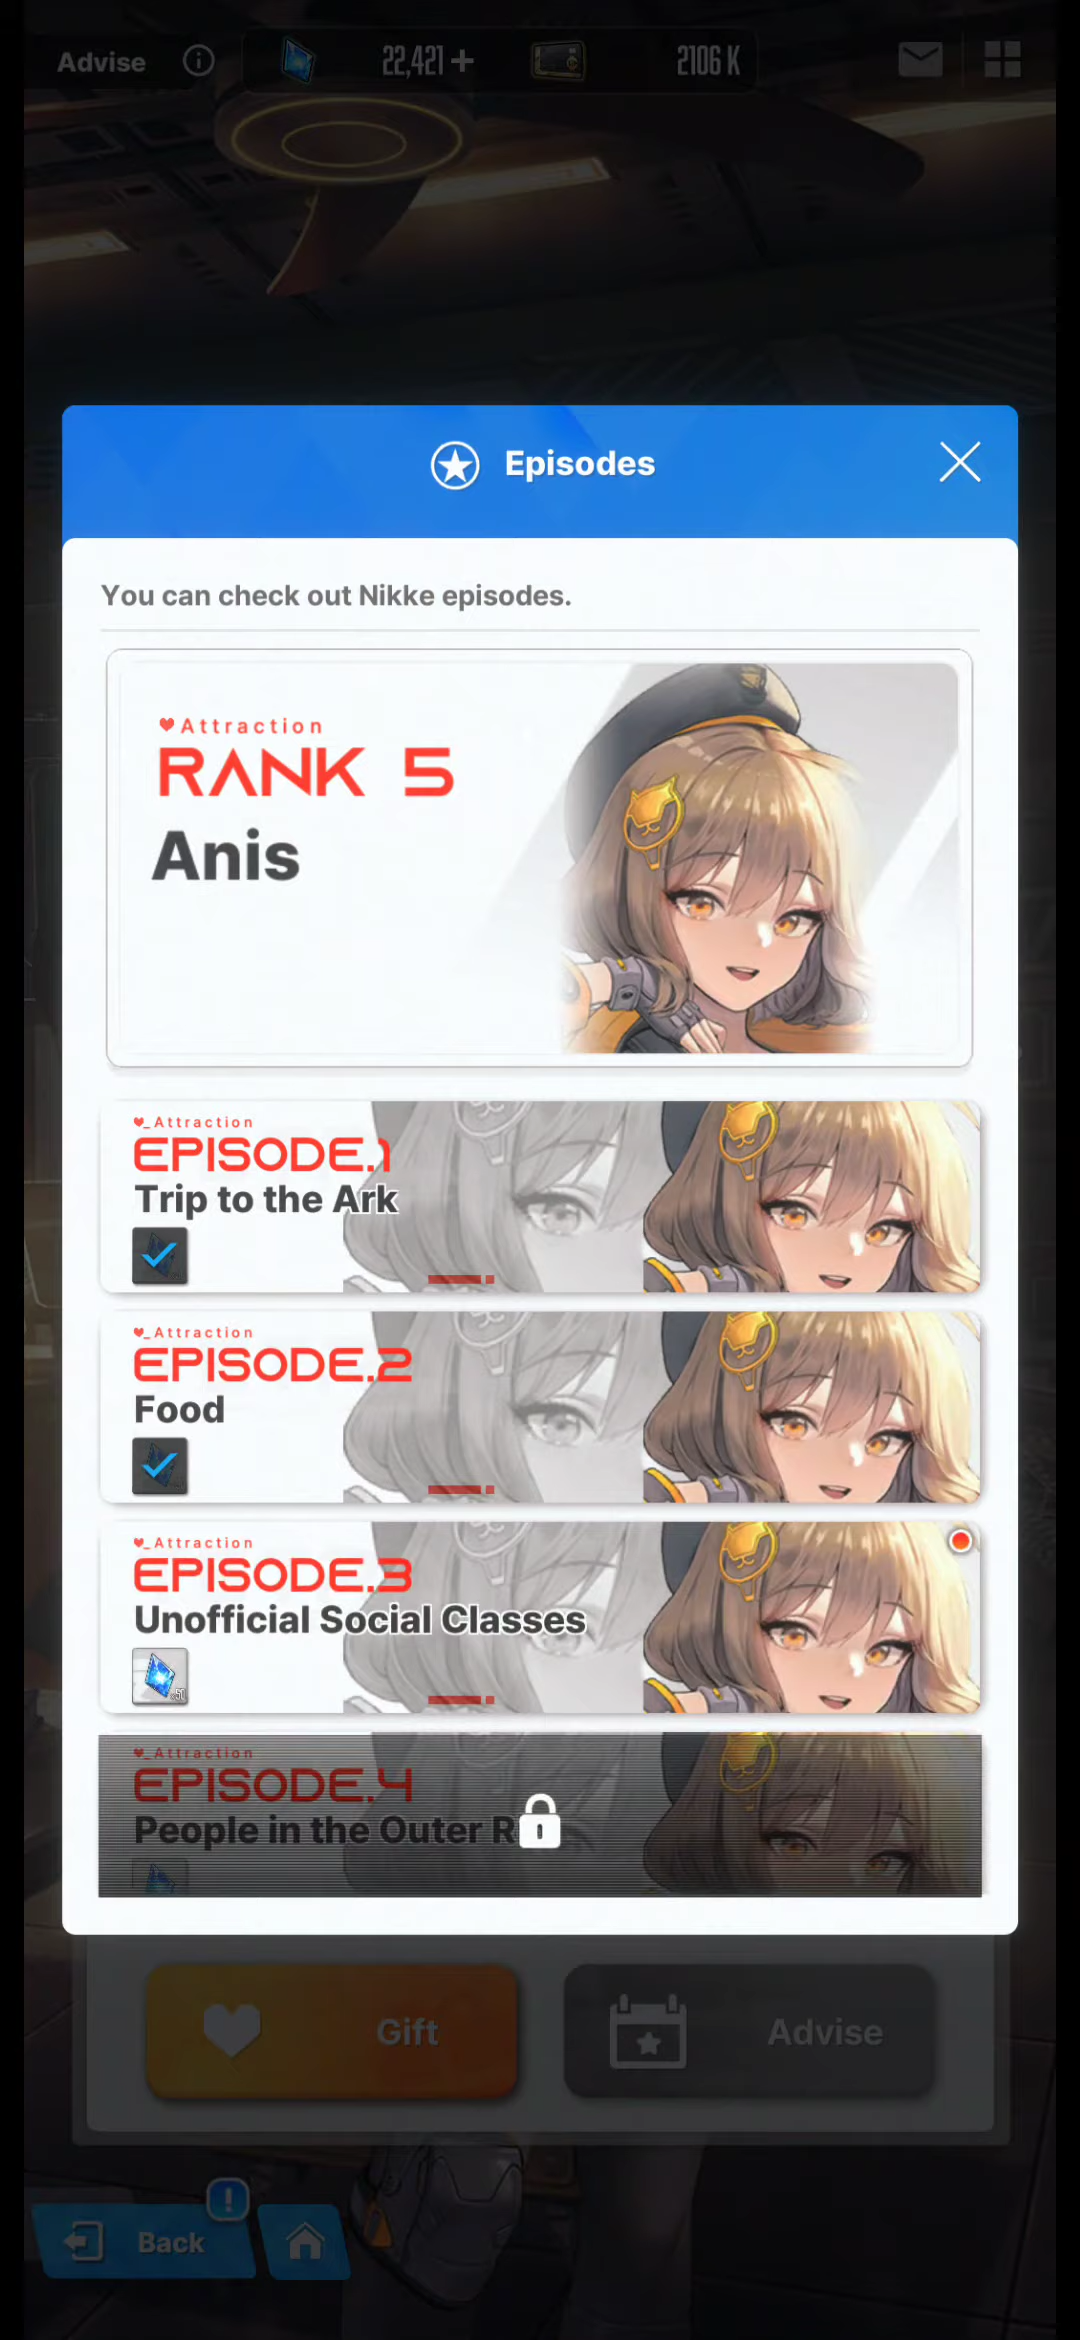 Advise
22,421
2106 K
Episodes
You can check out Nikke episodes.
Attraction
RANK 5
Anis
Attraction
EPISODE.1
Trip to the Ark
Attraction
EPISODE.2
Food
Attraction
EPISODE.3
Unofficial Social Classes
x50
Attraction
EPISODE.4
People in the Outer R
Gift
Advise
Back